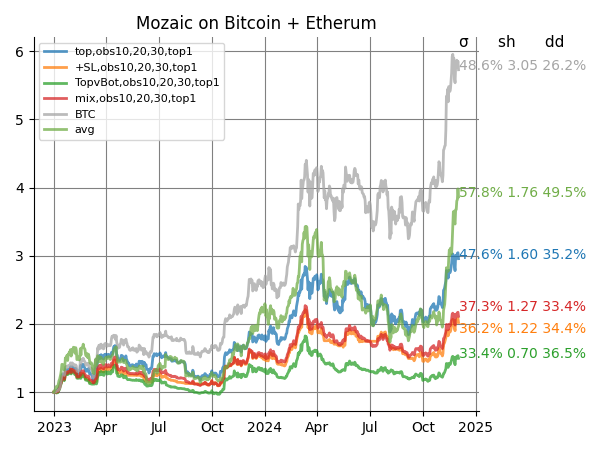 Mozaic on Bitcoin + Etherum
σ sh dd
top,obs10,20,30,top1
+SL,obs10,20,30,top1
TopvBot,obs10,20,30,top1
mix,obs10,20,30,top1
BTC
avg
48.6% 3.05 26.2%
57.8% 1.76 49.5%
47.6% 1.60 35.2%
37.3% 1.27 33.4%
36.2% 1.22 34.4%
33.4% 0.70 36.5%
6
5
4
3
2
1
2023 Apr Jul Oct 2024 Apr Jul Oct 2025